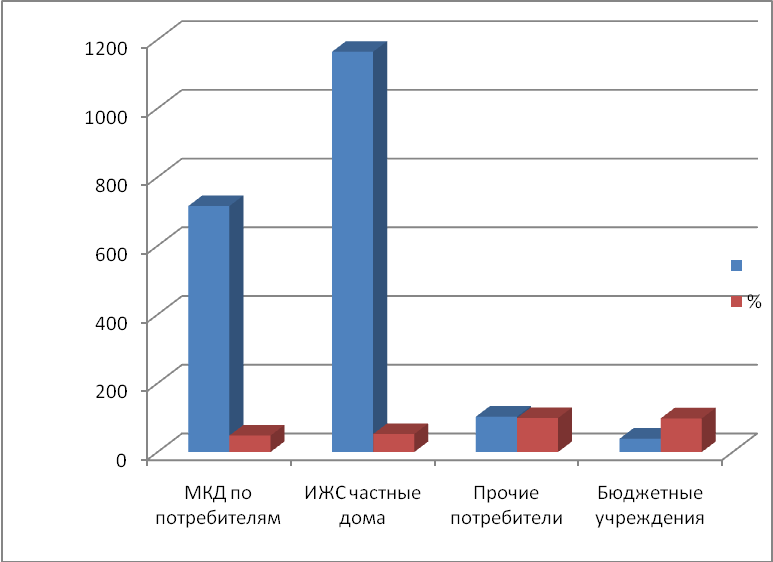 1200
1000
800
600
400
200
0
%
МКД по
потребителям
ИЖС частные
дома
Прочие
потребители
Бюджетные
учреждения